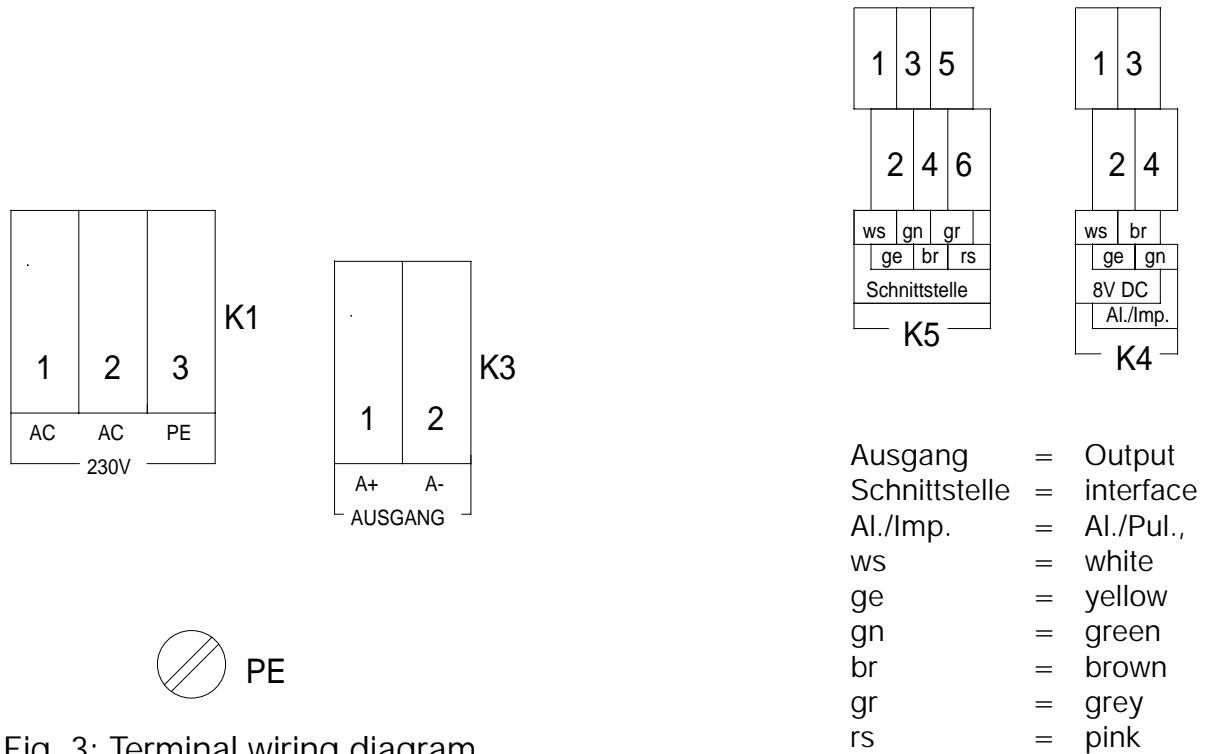 1 2 3
K1
AC AC PE
230V
1 2
K3
A+ A-
AUSGANG
PE
1 3 5
2 4 6
ws gn gr
ge br rs
Schnittstelle
K5
1 3
2 4
ws br
ge gn
8V DC
Al./Imp.
K4
Ausgang = Output
Schnittstelle = interface
Al./Imp. = Al./Pul.,
ws = white
ge = yellow
gn = green
br = brown
gr = grey
rs = pink
Fig. 3: Terminal wiring diagram